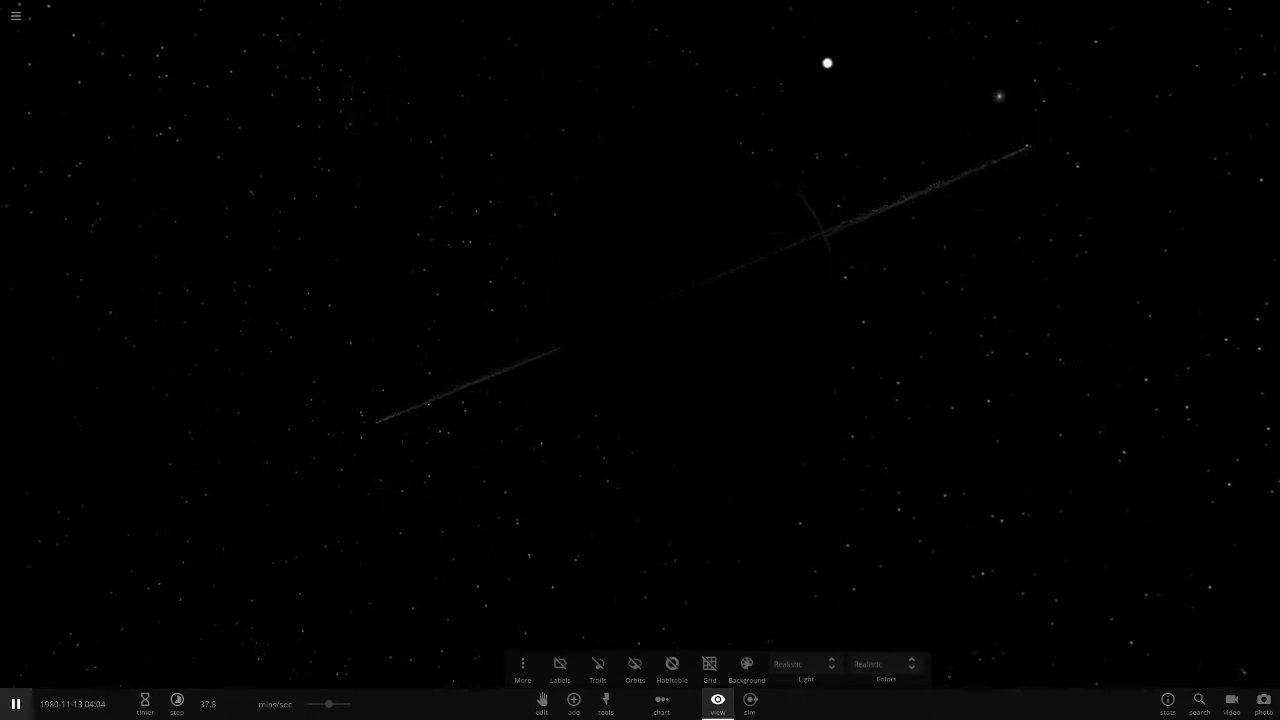 More
Labels
Trails
Orbits
Habitable
Grid
Background
Realistic
Light
Realistic
Colors
1980-11-13 04:04
timer
step
37.8
mins/sec
edit
add
tools
chart
view
sim
stats
search
video
photo